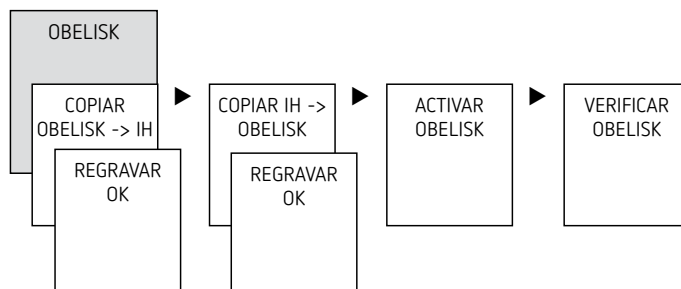 OBELISK
COPIAR
OBELISK -> IH
REGRAVAR
OK
COPIAR IH ->
OBELISK
REGRAVAR
OK
ACTIVAR
OBELISK
VERIFICAR
OBELISK